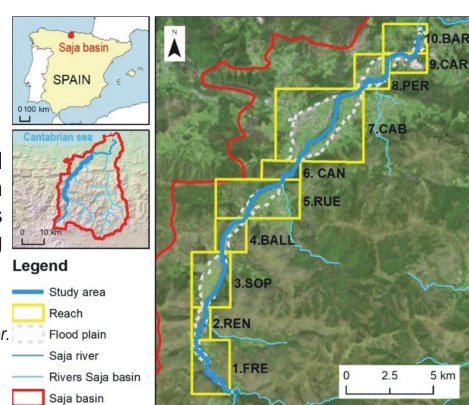 Saja basin
SPAIN
0 100 km
Cantabrian sea
0 10 km
Legend
Study area
Reach
Flood plain
Saja river
Rivers Saja basin
Saja basin
N
10.BAR
9.CAR
8.PER
7.CAB
6. CAN
5.RUE
4.BALL
3.SOP
2.REN
1.FRE
0 2.5 5 km